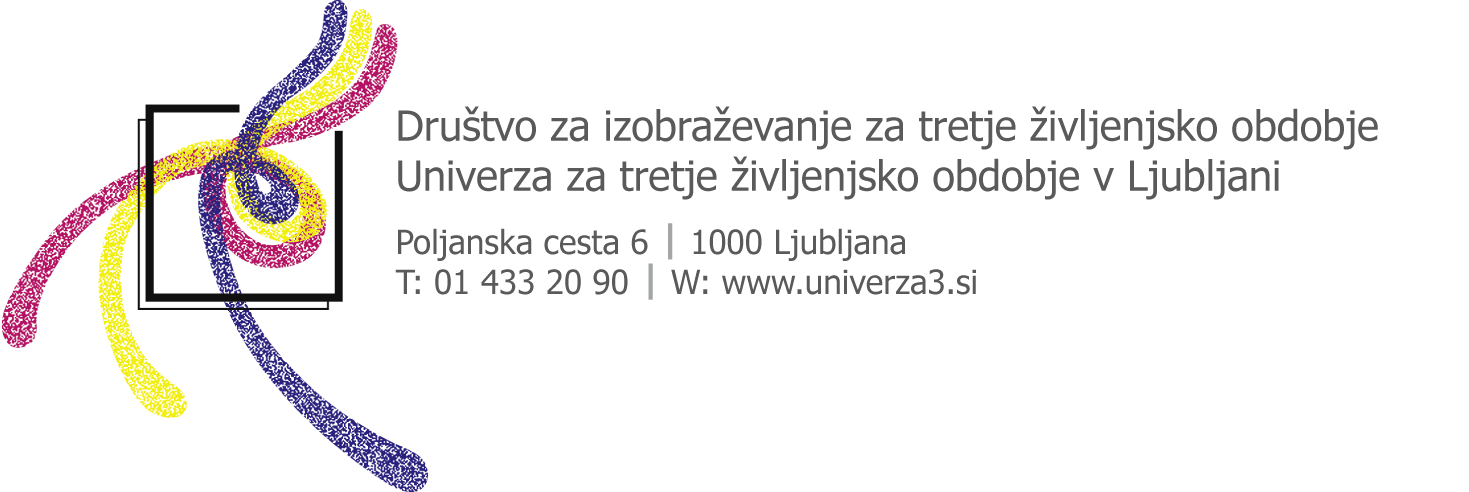 Društvo za izobraževanje za tretje življenjsko obdobje
Univerza za tretje življenjsko obdobje v Ljubljani
Poljanska cesta 6 | 1000 Ljubljana
T: 01 433 20 90 | W: www.univerza3.si